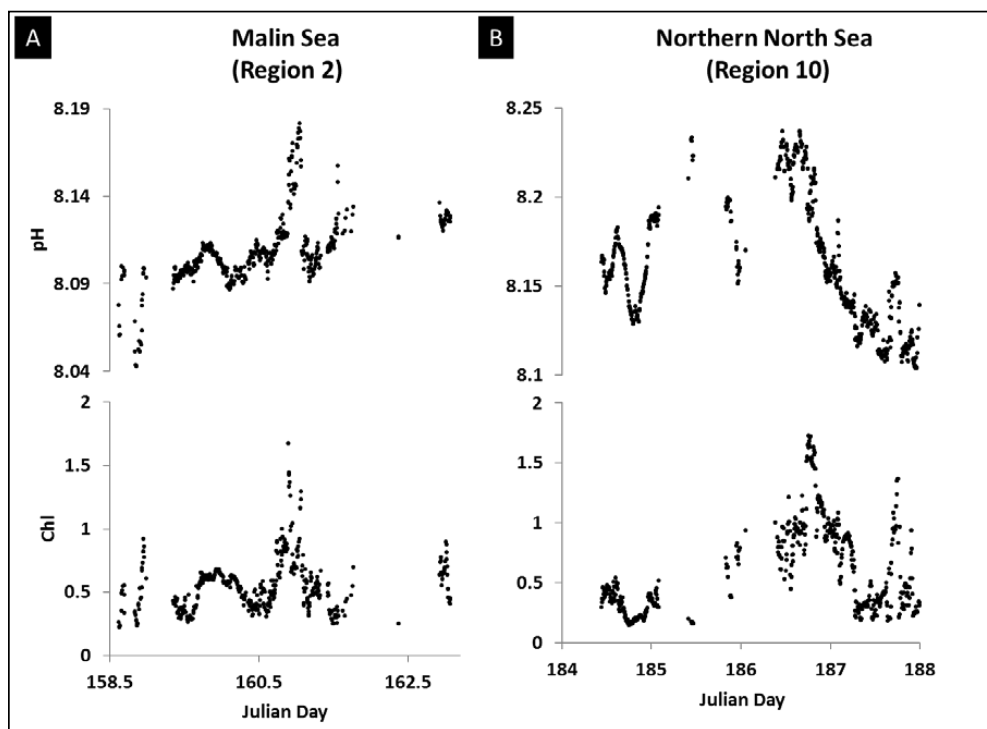 A
Malin Sea
(Region 2)
8.19
8.14
8.09
8.04
pH
2
1.5
1
0.5
0
Chl
158.5 160.5 162.5
Julian Day
B
Northern North Sea
(Region 10)
8.25
8.2
8.15
8.1
2
1.5
1
0.5
0
184 185 186 187 188
Julian Day